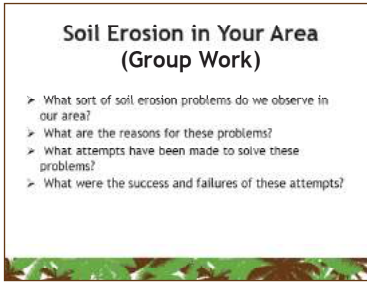 Soil Erosion in Your Area
(Group Work)
➤ What sort of soil erosion problems do we observe in
our area?
➤ What are the reasons for these problems?
➤ What attempts have been made to solve these
problems?
➤ What were the success and failures of these attempts?